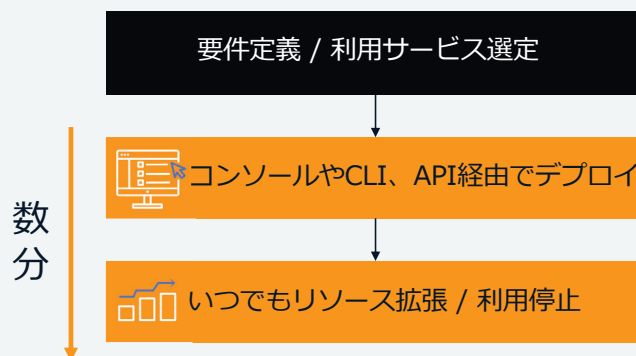 要件定義 / 利用サービス選定
コンソールやCLI、API経由でデプロイ
いつでもリソース拡張 / 利用停止
数
分